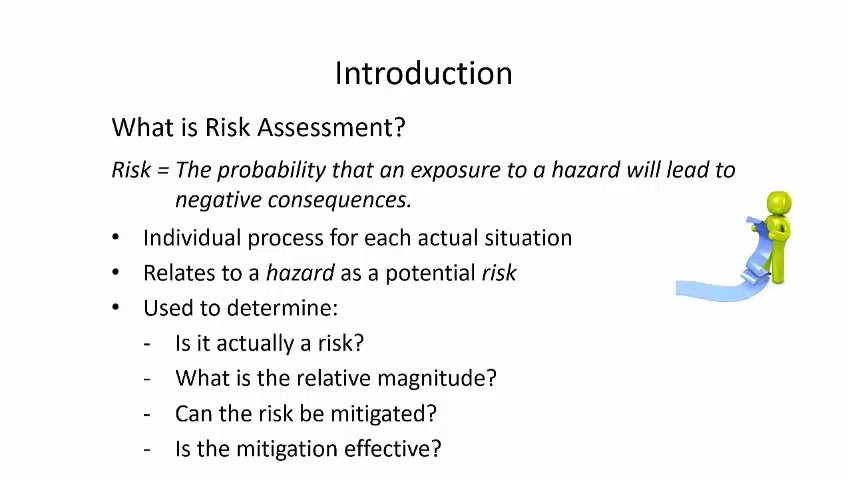 Introduction
What is Risk Assessment?
Risk = The probability that an exposure to a hazard will lead to
negative consequences.
• Individual process for each actual situation
• Relates to a hazard as a potential risk
• Used to determine:
- Is it actually a risk?
- What is the relative magnitude?
- Can the risk be mitigated?
- Is the mitigation effective?